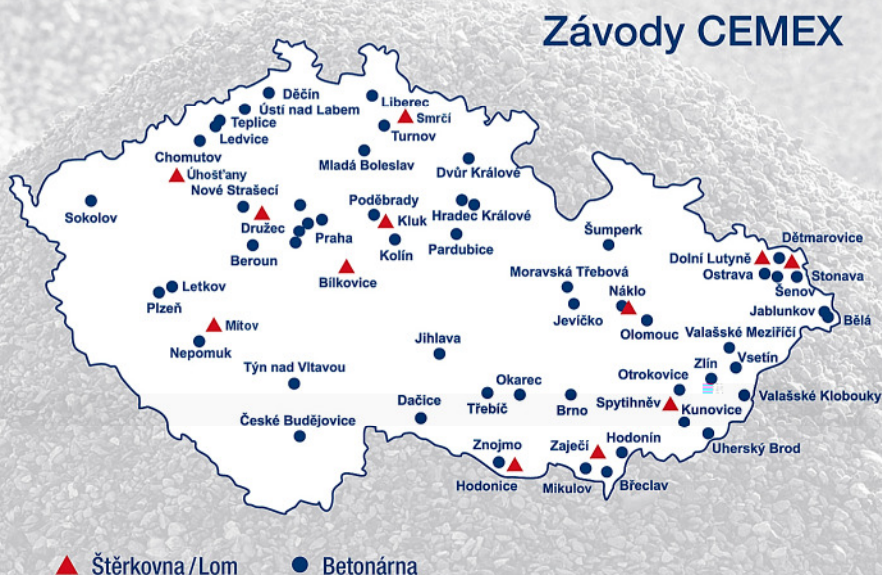 Závody CEMEX
Děčín
Ústí nad Labem
Teplice
Ledvice
Liberec
Smrčí
Turnov
Chomutov
Úhošťany
Mladá Boleslav
Dvůr Králové
Nové Strašecí
Sokolov
Družec
Praha
Beroun
Poděbrady
Kluk
Kolín
Hradec Králové
Pardubice
Bílkovice
Šumperk
Dětmarovice
Dolní Lutyně
Ostrava
Stonava
Šenov
Moravská Třebová
Náklo
Jevíčko
Olomouc
Jablunkov
Bělá
Letkov
Plzeň
Mítov
Nepomuk
Jihlava
Valašské Meziříčí
Vsetín
Zlín
Týn nad Vltavou
Otrokovice
Okarec
Třebíč
Brno
Spytihněv
Valašské Klobouky
Kunovice
Dačice
České Budějovice
Uherský Brod
Znojmo
Zaječí
Hodonín
Hodonice
Mikulov
Břeclav
Štěrkovna / Lom
Betonárna